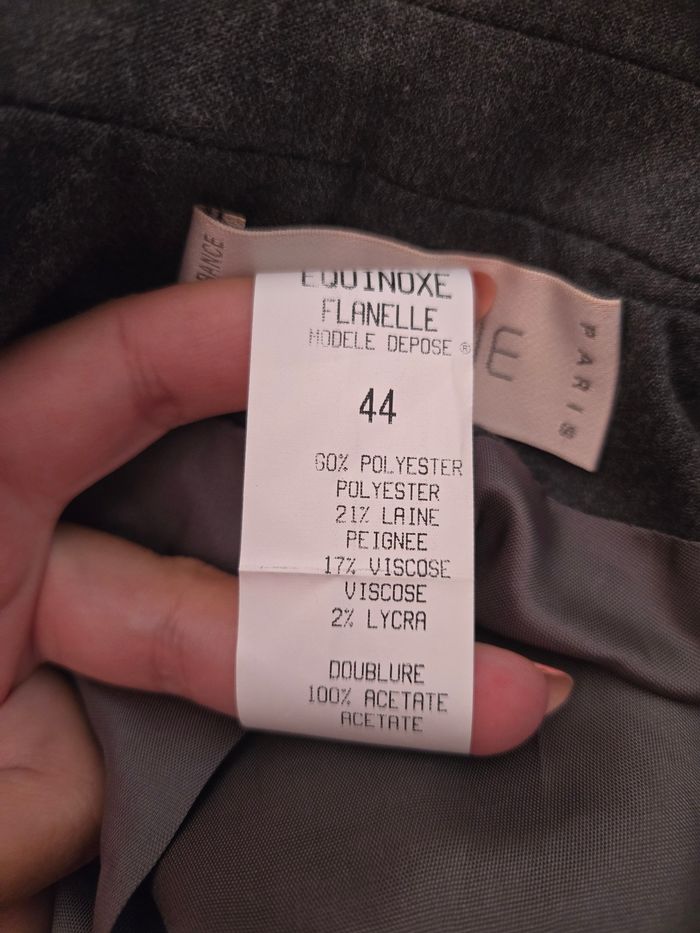 EQUINOXE
FLANELLE
MODELE DEPOSE ®
44
60% POLYESTER
POLYESTER
21% LAINE
PEIGNEE
17% VISCOSE
VISCOSE
2% LYCRA
DOUBLURE
100% ACETATE
ACETATE
PARIS